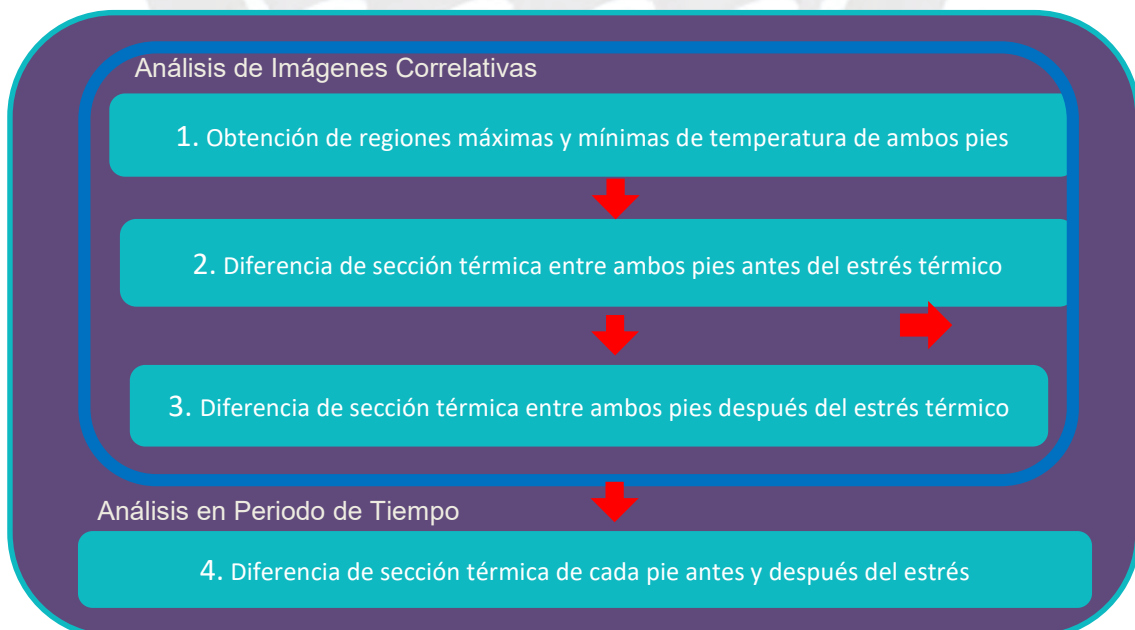 Análisis de Imágenes Correlativas
1. Obtención de regiones máximas y mínimas de temperatura de ambos pies
2. Diferencia de sección térmica entre ambos pies antes del estrés térmico
3. Diferencia de sección térmica entre ambos pies después del estrés térmico
Análisis en Periodo de Tiempo
4. Diferencia de sección térmica de cada pie antes y después del estrés